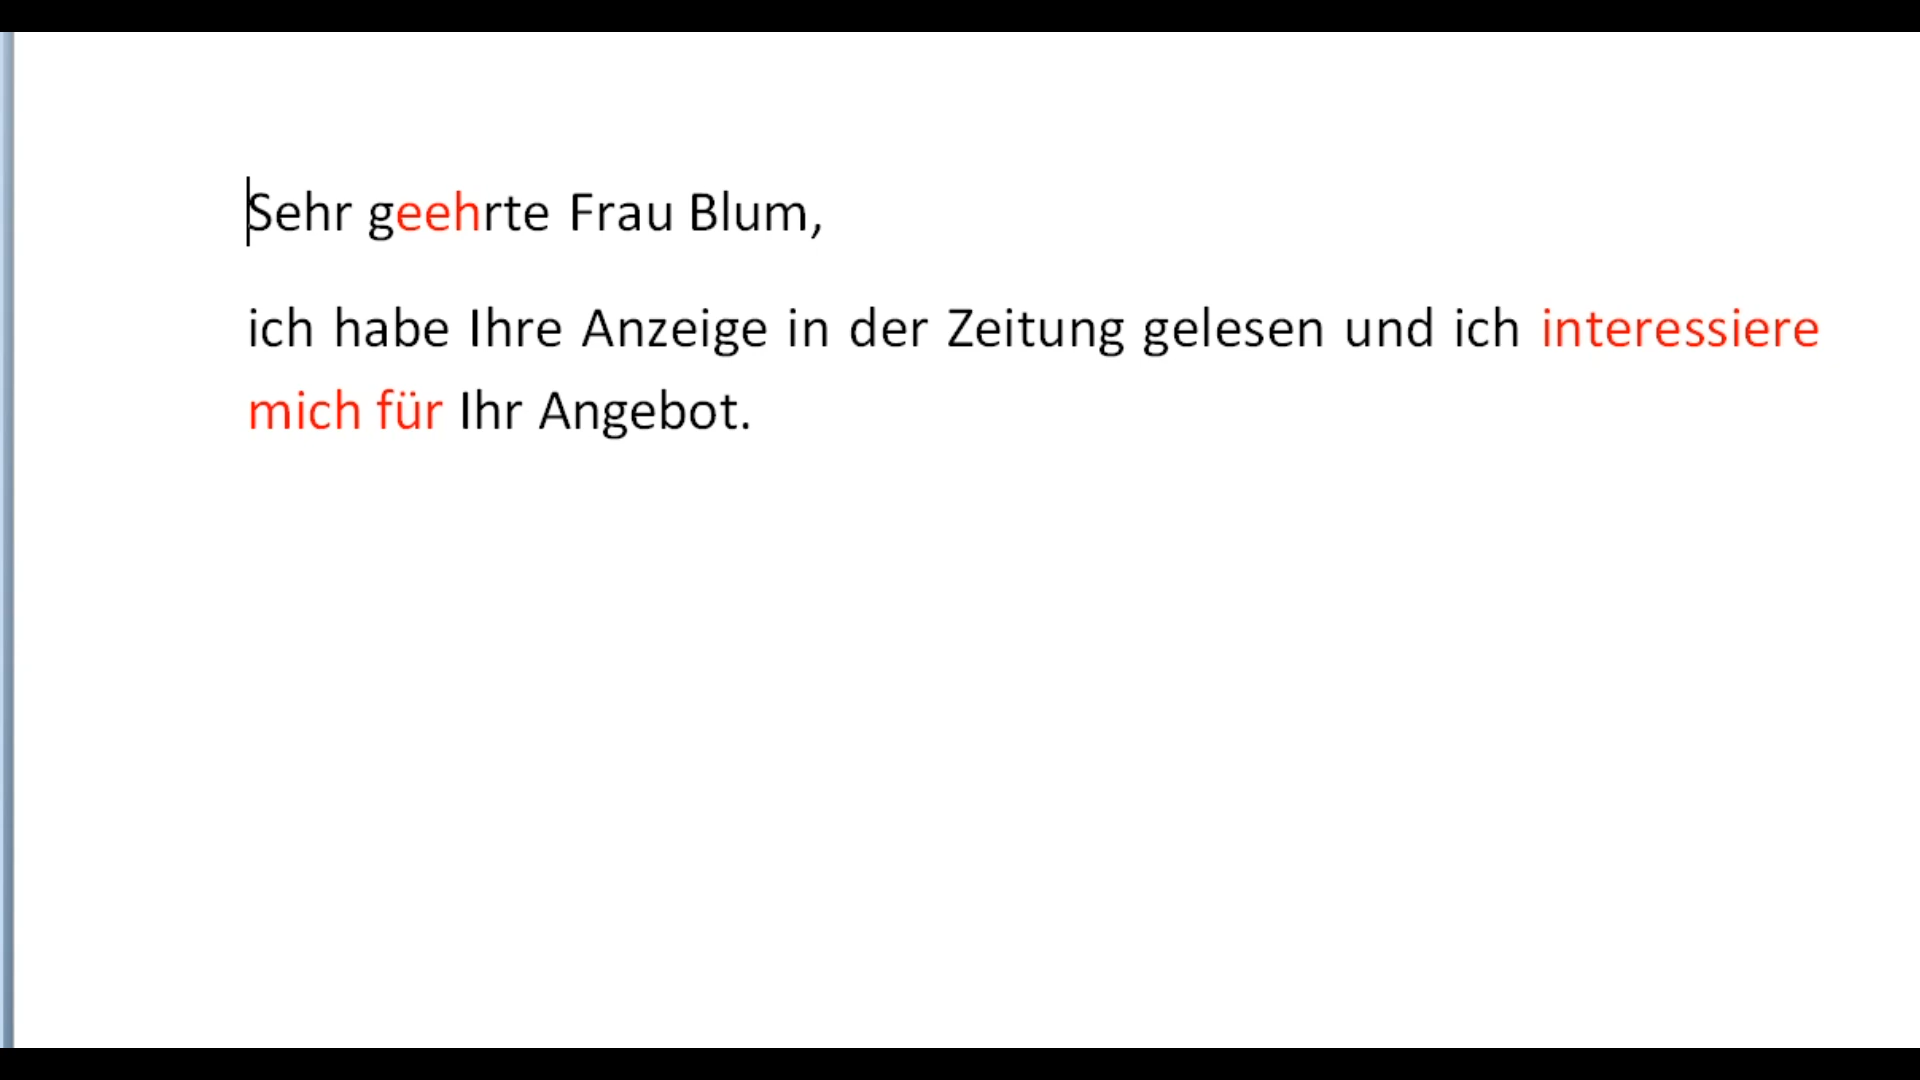 Sehr geehrte Frau Blum,
ich habe Ihre Anzeige in der Zeitung gelesen und ich interessiere
mich für Ihr Angebot.